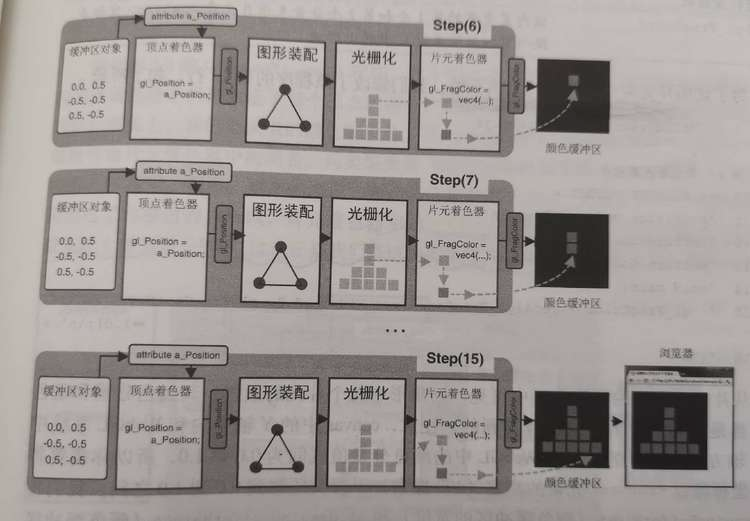 Step(6)
attribute a_Position
缓冲区对象
0.0, 0.5
-0.5, -0.5
0.5, -0.5
顶点着色器
gl_Position =
a_Position;
gl_Position
图形装配
光栅化
片元着色器
gl_FragColor =
vec4(...);
gl_FragColor
颜色缓冲区
Step(7)
attribute a_Position
缓冲区对象
0.0, 0.5
-0.5, -0.5
0.5, -0.5
顶点着色器
gl_Position =
a_Position;
gl_Position
图形装配
光栅化
片元着色器
gl_FragColor =
vec4(...);
gl_FragColor
颜色缓冲区
...
Step(15)
attribute a_Position
缓冲区对象
0.0, 0.5
-0.5, -0.5
0.5, -0.5
顶点着色器
gl_Position =
a_Position;
gl_Position
图形装配
光栅化
片元着色器
gl_FragColor =
vec4(...);
gl_FragColor
颜色缓冲区
浏览器